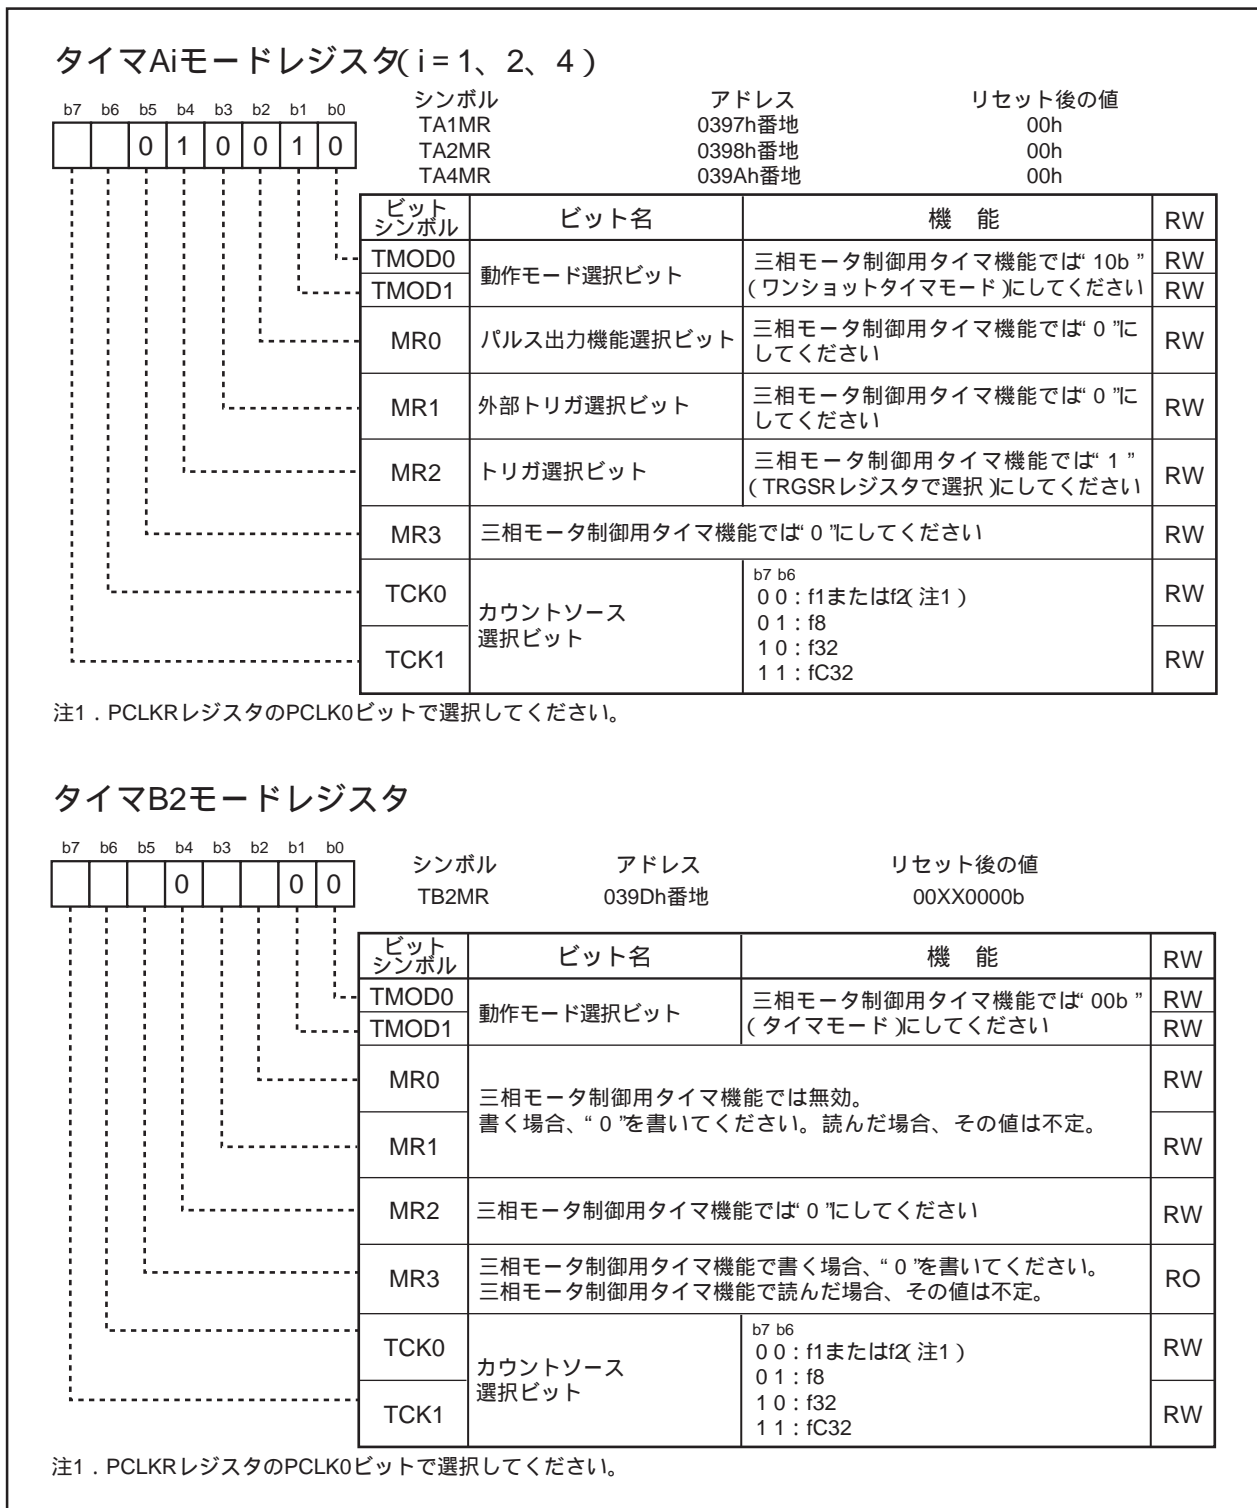 タイマAiモードレジスタ(i=1、2、4)
b7 b6 b5 b4 b3 b2 b1 b0
0 1 0 0 1 0
シンボル アドレス リセット後の値
TA1MR 0397h番地 00h
TA2MR 0398h番地 00h
TA4MR 039Ah番地 00h
ビットシンボル ビット名 機 能 RW
TMOD0 動作モード選択ビット 三相モータ制御用タイマ機能では“10b” RW
TMOD1 (ワンショットタイマモード)にしてください RW
MR0 パルス出力機能選択ビット 三相モータ制御用タイマ機能では“0”に RW
してください
MR1 外部トリガ選択ビット 三相モータ制御用タイマ機能では“0”に RW
してください
MR2 トリガ選択ビット 三相モータ制御用タイマ機能では“1” RW
(TRGSRレジスタで選択)にしてください
MR3 三相モータ制御用タイマ機能では“0”にしてください RW
b7 b6
TCK0 カウントソース 0 0:f1またはf2(注1) RW
選択ビット 0 1:f8
TCK1 1 0:f32 RW
1 1:fC32
注1.PCLKRレジスタのPCLK0ビットで選択してください。
タイマB2モードレジスタ
b7 b6 b5 b4 b3 b2 b1 b0
0 0 0
シンボル アドレス リセット後の値
TB2MR 039Dh番地 00XX0000b
ビットシンボル ビット名 機 能 RW
TMOD0 動作モード選択ビット 三相モータ制御用タイマ機能では“00b” RW
TMOD1 (タイマモード)にしてください RW
MR0 三相モータ制御用タイマ機能では無効。 RW
MR1 書く場合、“0”を書いてください。読んだ場合、その値は不定。 RW
MR2 三相モータ制御用タイマ機能では“0”にしてください RW
MR3 三相モータ制御用タイマ機能で書く場合、“0”を書いてください。 RO
三相モータ制御用タイマ機能で読んだ場合、その値は不定。
b7 b6
TCK0 カウントソース 0 0:f1またはf2(注1) RW
選択ビット 0 1:f8
TCK1 1 0:f32 RW
1 1:fC32
注1.PCLKRレジスタのPCLK0ビットで選択してください。